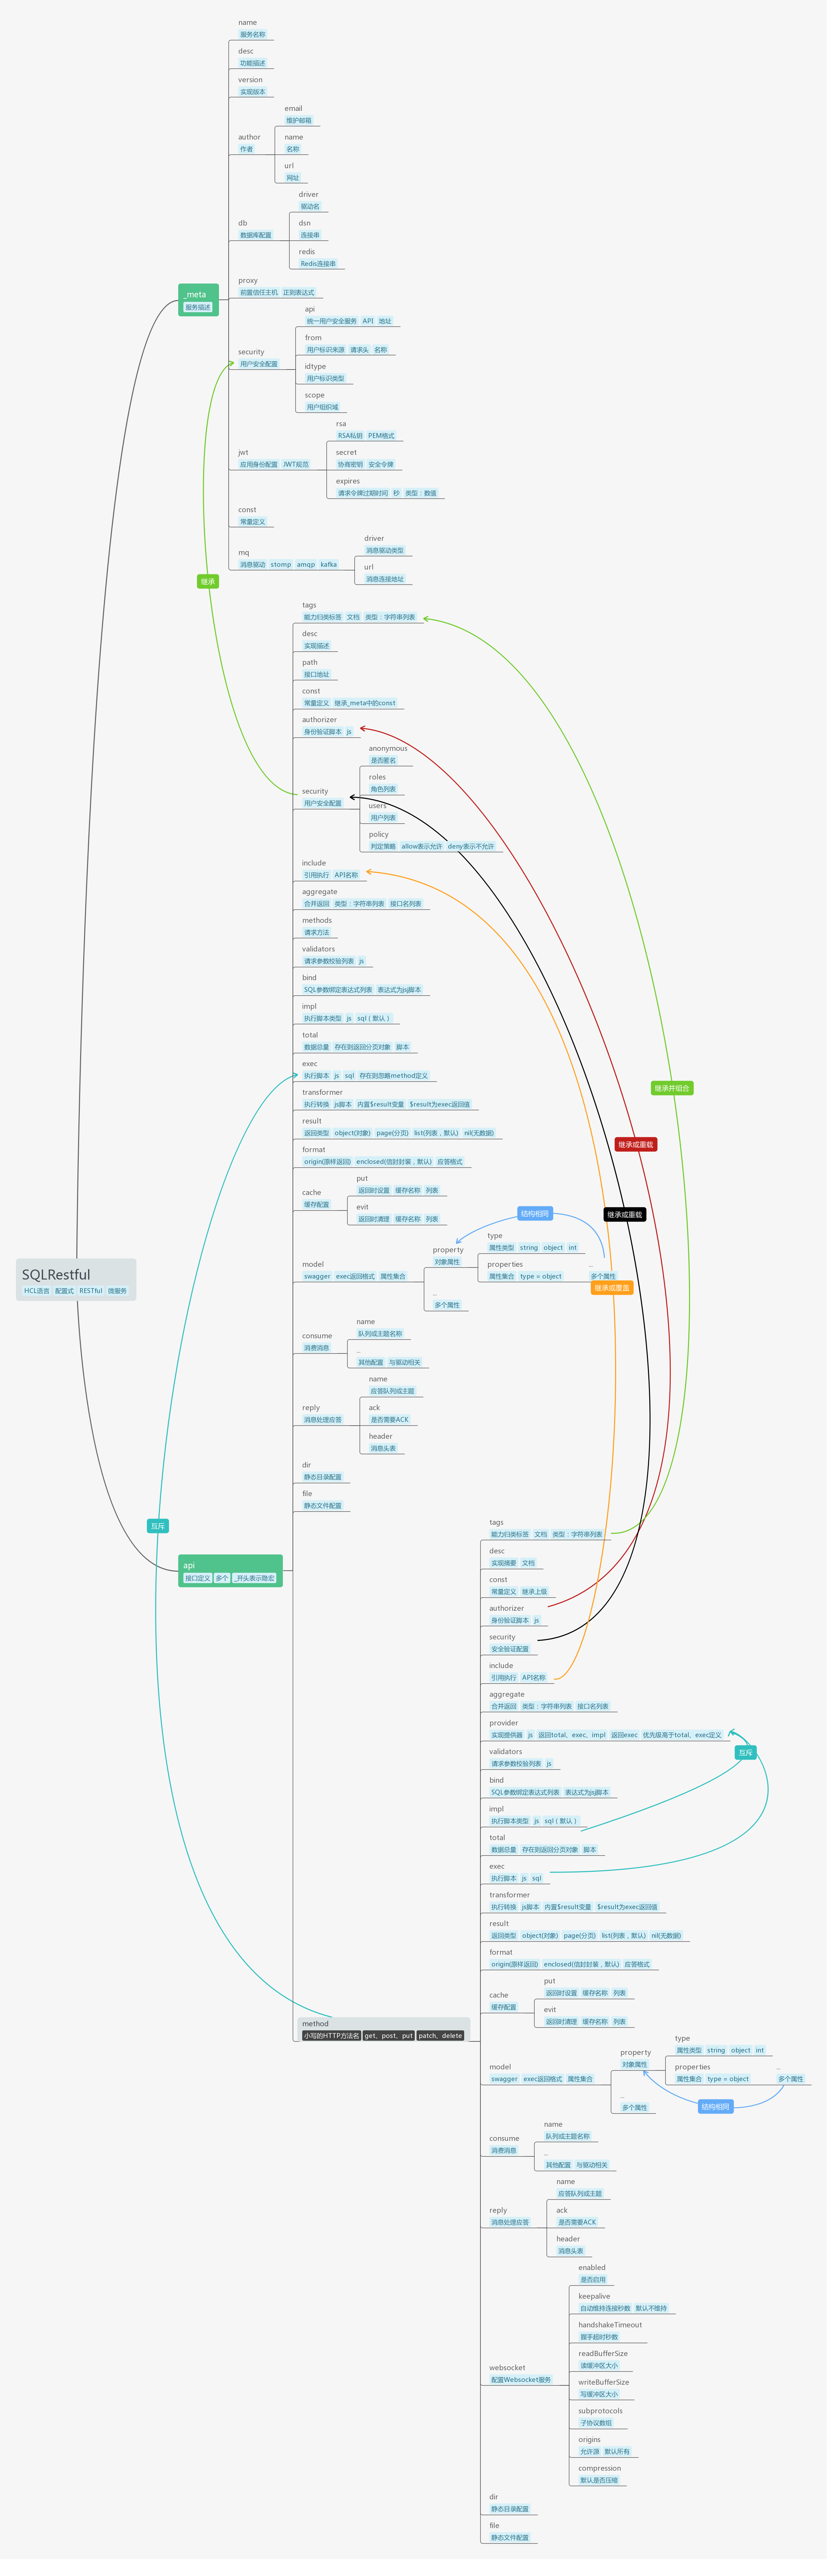 name
服务名称
desc
功能描述
version
实现版本
email
维护邮箱
author
作者
name
名称
url
网址
driver
驱动名
db
数据库配置
dsn
连接串
redis
Redis连接串
proxy
前置信任主机 正则表达式
_meta
服务描述
api
统一用户安全服务 API 地址
from
用户标识来源 请求头 名称
security
用户安全配置
idtype
用户标识类型
scope
用户组织域
rsa
RSA私钥 PEM格式
jwt
应用身份配置 JWT规范
secret
协商密钥 安全令牌
expires
请求令牌过期时间 秒 类型：数值
const
常量定义
driver
消息驱动类型
mq
消息驱动 stomp amqp kafka
url
消息连接地址
继承
tags
能力归类标签 文档 类型：字符串列表
desc
实现描述
path
接口地址
const
常量定义 继承_meta中的const
authorizer
身份验证脚本 js
anonymous
是否匿名
roles
角色列表
security
用户安全配置
users
用户列表
policy
判定策略 allow表示允许 deny表示不允许
include
引用执行 API名称
aggregate
合并返回 类型：字符串列表 接口名列表
methods
请求方法
validators
请求参数校验列表 js
bind
SQL参数绑定表达式列表 表达式为js脚本
impl
执行脚本类型 js sql（默认）
total
数据总量 存在则返回分页对象 脚本
exec
执行脚本 js sql 存在则忽略method定义
继承并组合
transformer
执行转换 js脚本 内置$result变量 $result为exec返回值
result
返回类型 object(对象) page(分页) list(列表，默认) nil(无数据)
继承或重载
format
origin(原样返回) enclosed(信封封装，默认) 应答格式
put
返回时设置 缓存名称 列表
cache
缓存配置
evit
返回时清理 缓存名称 列表
结构相同
继承或重载
type
属性类型 string object int
property
对象属性
model
swagger exec返回格式 属性集合
properties
属性集合 type = object
...
多个属性
继承或覆盖
...
多个属性
SQLRestful
HCL语言 配置式 RESTful 微服务
name
队列或主题名称
consume
消费消息
...
其他配置 与驱动相关
name
应答队列或主题
reply
消息处理应答
ack
是否需要ACK
header
消息头表
dir
静态目录配置
file
静态文件配置
互斥
api
接口定义 多个 _开头表示隐宏
tags
能力归类标签 文档 类型：字符串列表
desc
实现摘要 文档
const
常量定义 继承上级
authorizer
身份验证脚本 js
security
安全验证配置
include
引用执行 API名称
aggregate
合并返回 类型：字符串列表 接口名列表
provider
实现提供器 js 返回total、exec、impl 返回exec 优先级高于total、exec定义
互斥
validators
请求参数校验列表 js
bind
SQL参数绑定表达式列表 表达式为js脚本
impl
执行脚本类型 js sql（默认）
total
数据总量 存在则返回分页对象 脚本
exec
执行脚本 js sql
transformer
执行转换 js脚本 内置$result变量 $result为exec返回值
result
返回类型 object(对象) page(分页) list(列表，默认) nil(无数据)
format
origin(原样返回) enclosed(信封封装，默认) 应答格式
put
返回时设置 缓存名称 列表
cache
缓存配置
evit
返回时清理 缓存名称 列表
method
小写的HTTP方法名 get、post、put patch、delete
type
属性类型 string object int
property
对象属性
model
swagger exec返回格式 属性集合
properties
属性集合 type = object
...
多个属性
...
多个属性
结构相同
name
队列或主题名称
consume
消费消息
...
其他配置 与驱动相关
name
应答队列或主题
reply
消息处理应答
ack
是否需要ACK
header
消息头表
enabled
是否启用
keepalive
自动维持连接秒数 默认不维持
handshakeTimeout
握手超时秒数
readBufferSize
读缓冲区大小
websocket
配置Websocket服务
writeBufferSize
写缓冲区大小
subprotocols
子协议数组
origins
允许源 默认所有
compression
默认是否压缩
dir
静态目录配置
file
静态文件配置